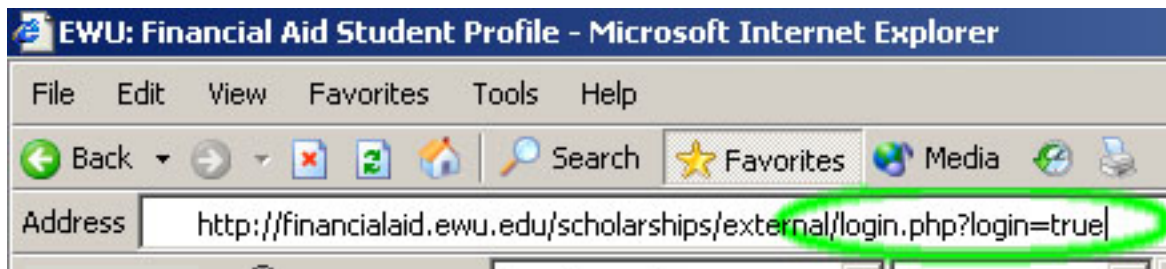 EWU: Financial Aid Student Profile - Microsoft Internet Explorer
File Edit View Favorites Tools Help
Back Search Favorites Media
Address http://financialaid.ewu.edu/scholarships/external/login.php?login=true